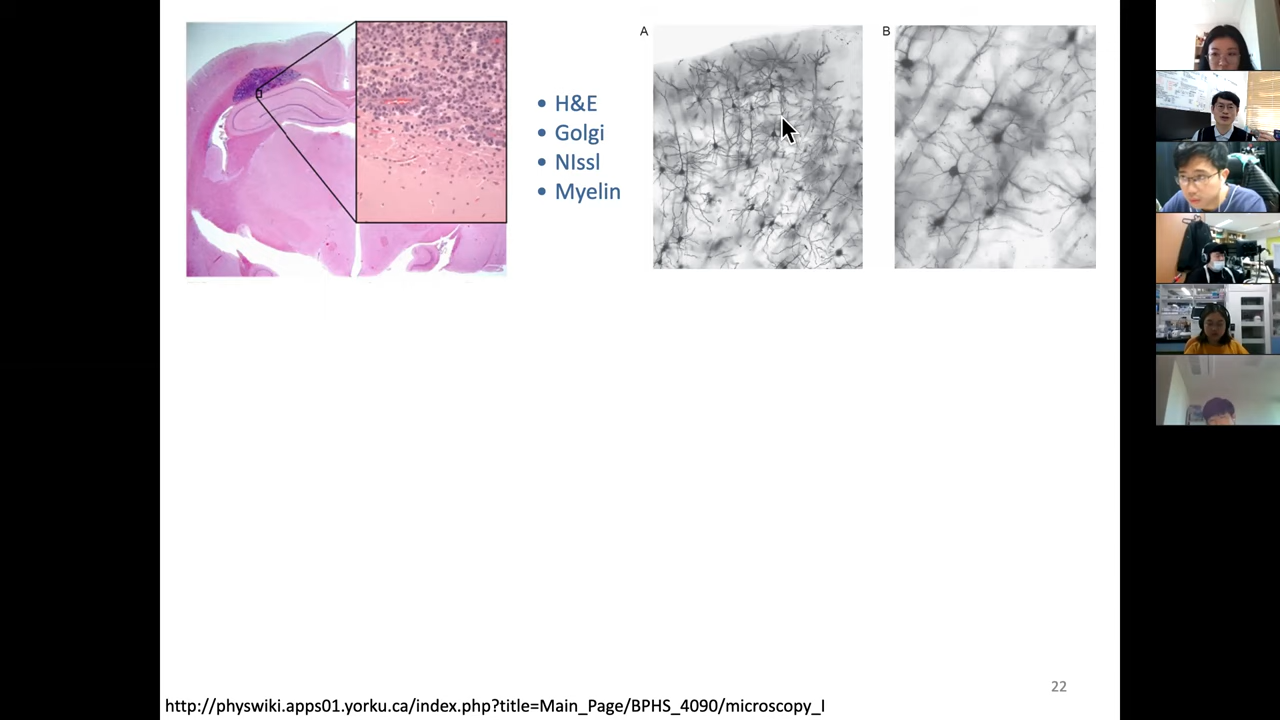 A
B
• H&E
• Golgi
• NIssl
• Myelin
22
http://physwiki.apps01.yorku.ca/index.php?title=Main_Page/BPHS_4090/microscopy_I